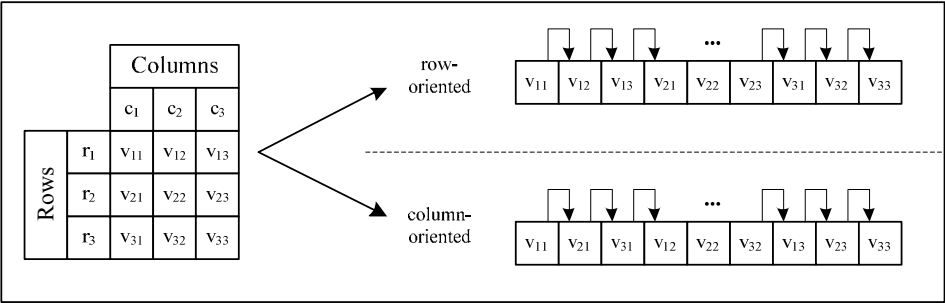 Columns
c1 c2 c3
Rows
r1 v11 v12 v13
r2 v21 v22 v23
r3 v31 v32 v33
row-
oriented
...
v11 v12 v13 v21 v22 v23 v31 v32 v33
column-
oriented
...
v11 v21 v31 v12 v22 v32 v13 v23 v33